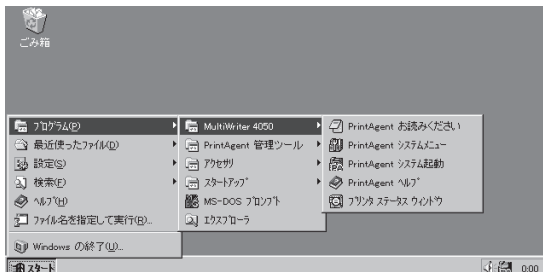 ごみ箱
プログラム(P)
最近使ったファイル(D)
設定(S)
検索(F)
ヘルプ(H)
ファイル名を指定して実行(R)...
Windows の終了(U)...
MultiWriter 4050
PrintAgent 管理ツール
アクセサリ
スタートアップ
MS-DOS プロンプト
エクスプローラ
PrintAgent お読みください
PrintAgent システムメニュー
PrintAgent システム起動
PrintAgent ヘルプ
プリンタ ステータス ウィンドウ
スタート
0:00